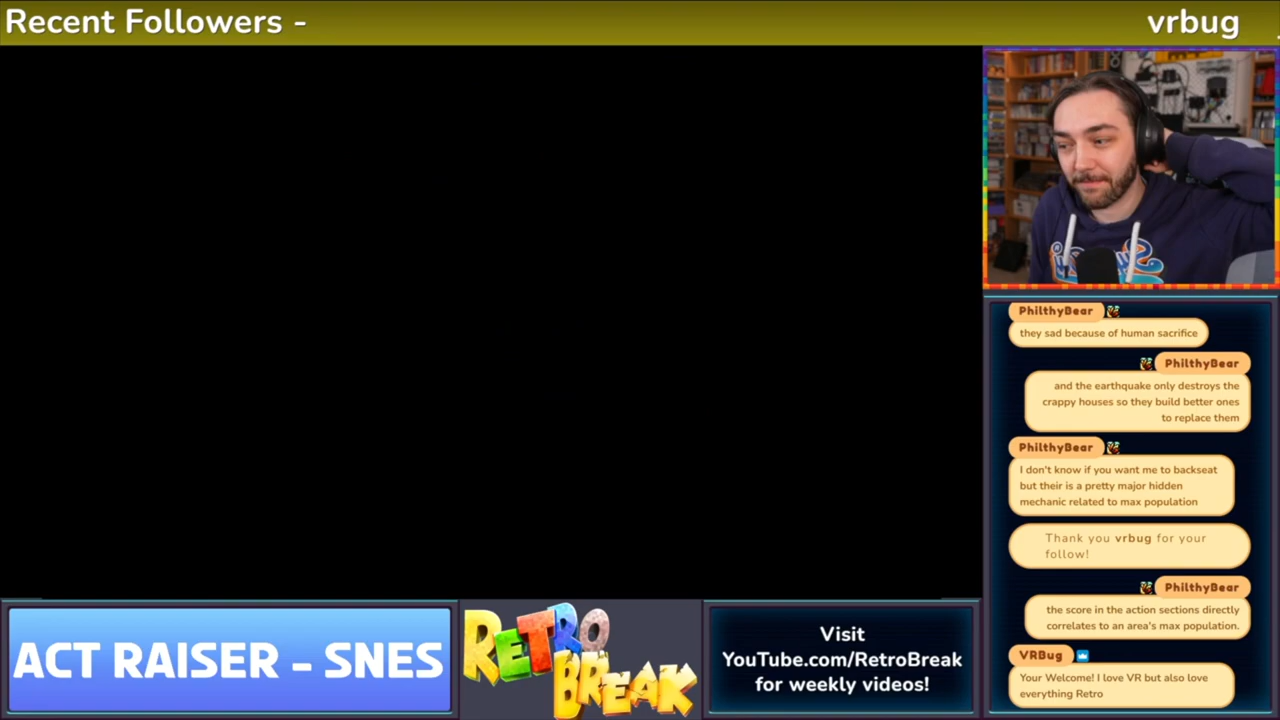 Recent Followers -
vrbug
PhilthyBear
they sad because of human sacrifice
PhilthyBear
and the earthquake only destroys the
crappy houses so they build better ones
to replace them
PhilthyBear
I don't know if you want me to backseat
but their is a pretty major hidden
mechanic related to max population
Thank you vrbug for your
follow!
PhilthyBear
the score in the action sections directly
correlates to an area's max population.
VRBug
Your Welcome! I love VR but also love
everything Retro
ACT RAISER - SNES
RETRO
BREAK
Visit
YouTube.com/RetroBreak
for weekly videos!